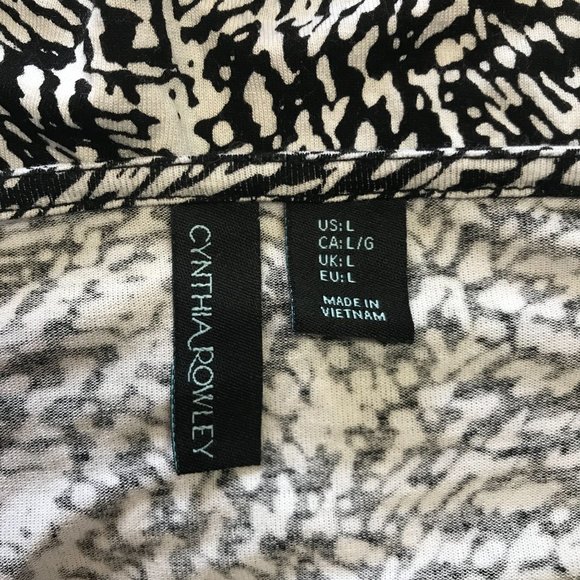 CYNTHIA ROWLEY
US: L
CA: L/G
UK: L
EU: L
MADE IN
VIETNAM